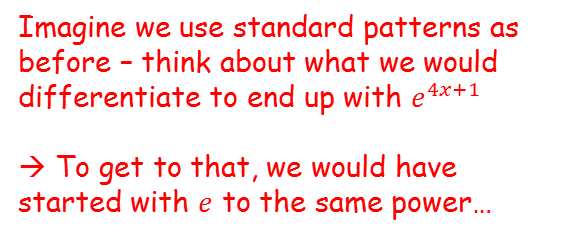 Imagine we use standard patterns as
before – think about what we would
differentiate to end up with e⁴ˣ⁺¹
→ To get to that, we would have
started with e to the same power…